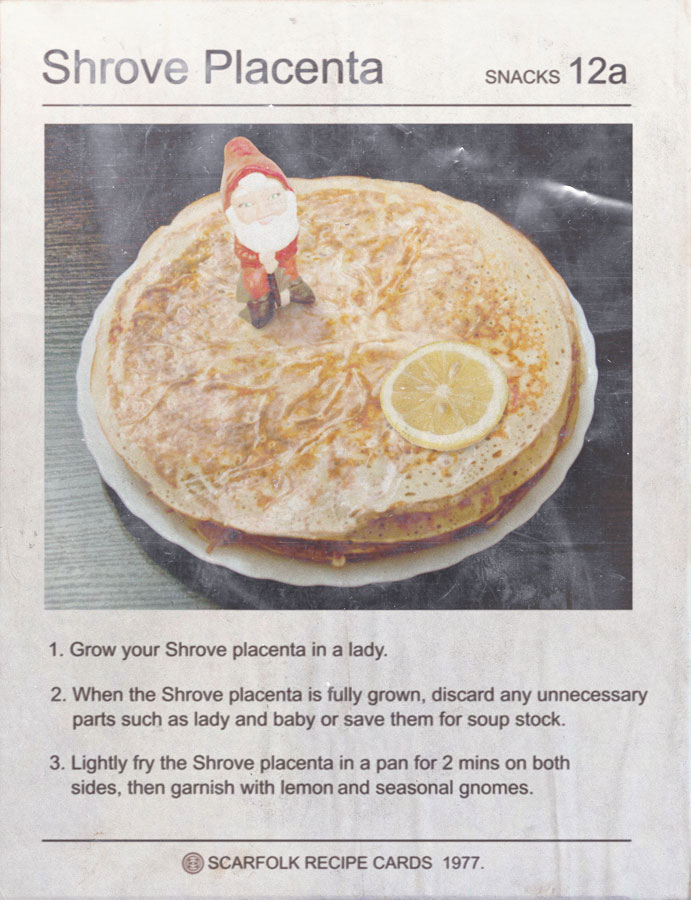 Shrove Placenta
SNACKS 12a
1. Grow your Shrove placenta in a lady.
2. When the Shrove placenta is fully grown, discard any unnecessary
parts such as lady and baby or save them for soup stock.
3. Lightly fry the Shrove placenta in a pan for 2 mins on both
sides, then garnish with lemon and seasonal gnomes.
SCARFOLK RECIPE CARDS 1977.